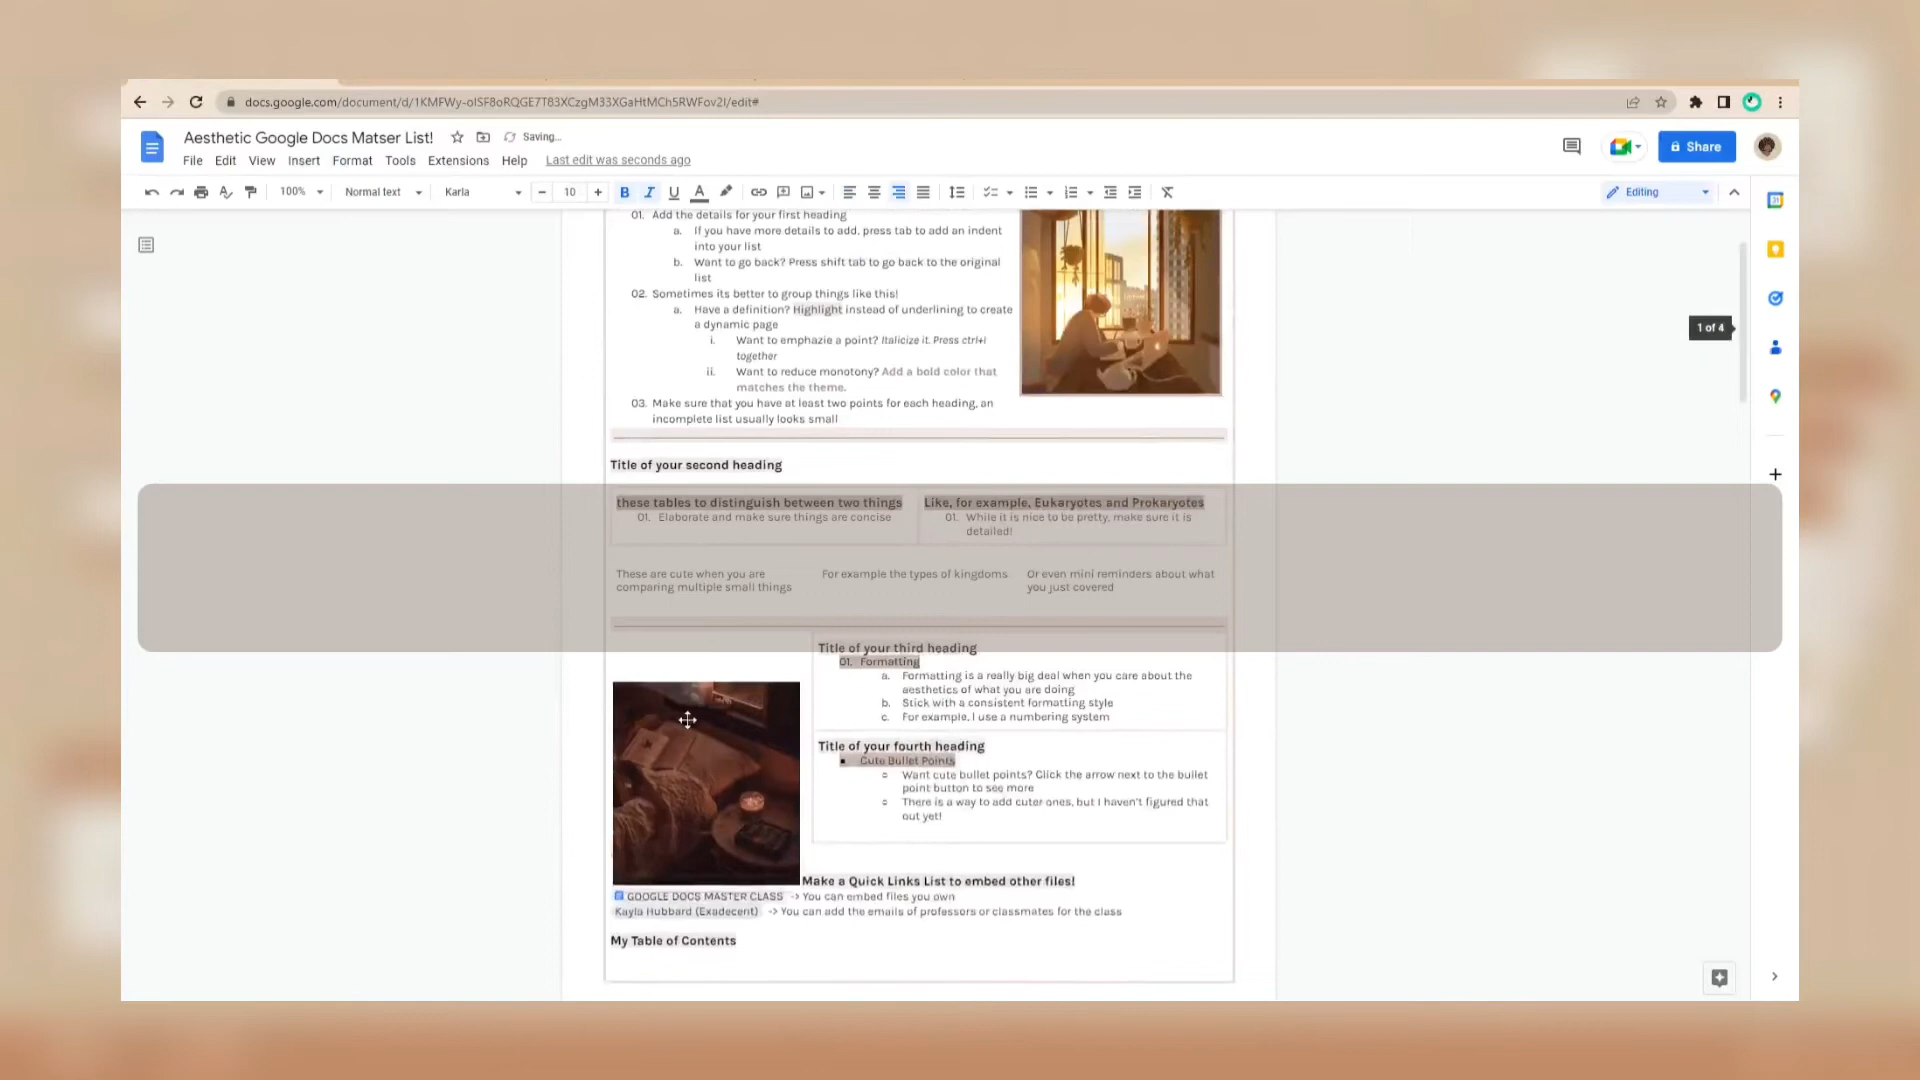 docs.google.com/document/d/1KMFWy-oISF8oRQGE7T83XCzgM33XGaHtMCh5RWFov2I/edit#
Aesthetic Google Docs Matser List!
Saving...
File Edit View Insert Format Tools Extensions Help Last edit was seconds ago
Share
100% Normal text Karla 10 B I U A Editing
01. Add the details for your first heading
a. If you have more details to add, press tab to add an indent
into your list
b. Want to go back? Press shift tab to go back to the original
list
02. Sometimes its better to group things like this!
a. Have a definition? Highlight instead of underlining to create
a dynamic page
i. Want to emphazie a point? Italicize it. Press ctrl+I
together
ii. Want to reduce monotony? Add a bold color that
matches the theme.
03. Make sure that you have at least two points for each heading, an
incomplete list usually looks small
1 of 4
Title of your second heading
these tables to distinguish between two things
01. Elaborate and make sure things are concise
Like, for example, Eukaryotes and Prokaryotes
01. While it is nice to be pretty, make sure it is
detailed!
These are cute when you are
comparing multiple small things
For example the types of kingdoms
Or even mini reminders about what
you just covered
Title of your third heading
01. Formatting
a. Formatting is a really big deal when you care about the
aesthetics of what you are doing
b. Stick with a consistent formatting style
c. For example, I use a numbering system
Title of your fourth heading
Cute Bullet Points
Want cute bullet points? Click the arrow next to the bullet
point button to see more
There is a way to add cuter ones, but I haven't figured that
out yet!
Make a Quick Links List to embed other files!
GOOGLE DOCS MASTER CLASS -> You can embed files you own
Kayla Hubbard (Exadecent) -> You can add the emails of professors or classmates for the class
My Table of Contents